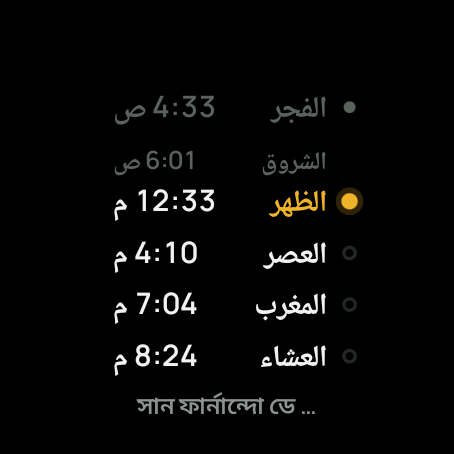 الفجر 4:33 ص
الشروق 6:01 ص
الظهر 12:33 م
العصر 4:10 م
المغرب 7:04 م
العشاء 8:24 م
সান ফার্নান্দো ডে ...